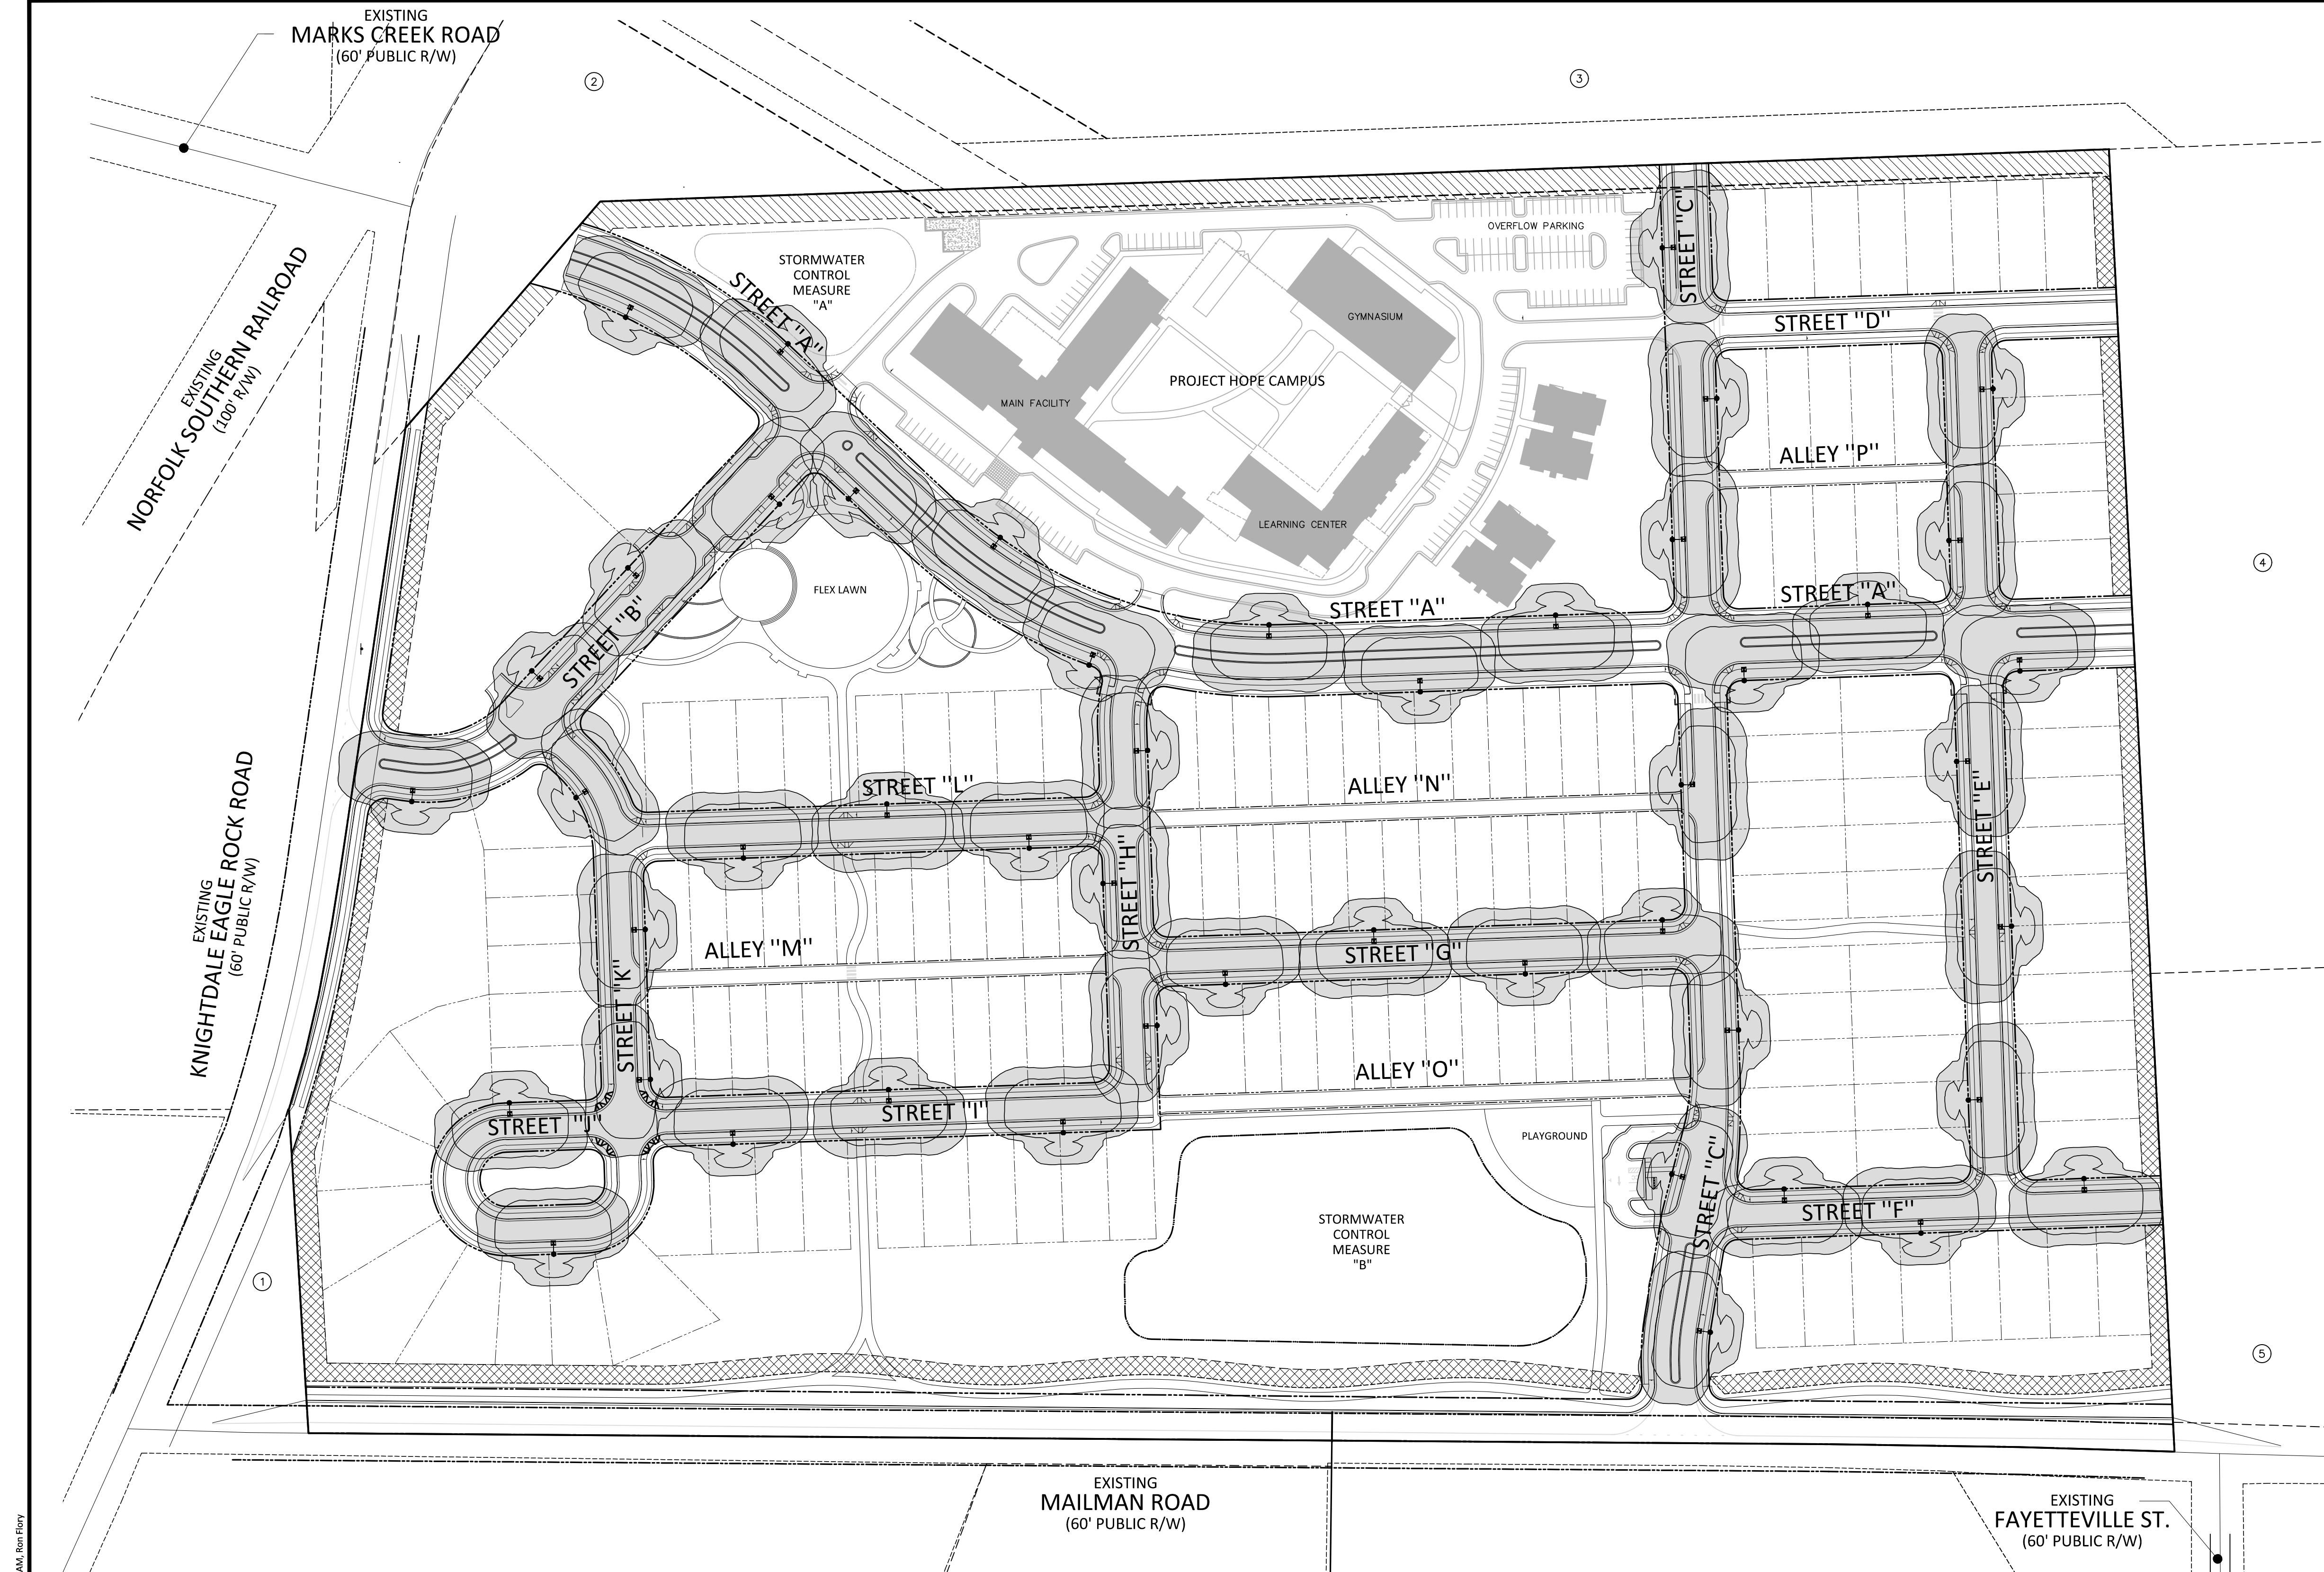 EXISTING
MARKS CREEK ROAD
(60' PUBLIC R/W)
2
3
STREET "C"
OVERFLOW PARKING
STORMWATER
CONTROL
MEASURE
"A"
STREET "A"
EXISTING
NORFOLK SOUTHERN RAILROAD
(100' R/W)
GYMNASIUM
STREET "D"
PROJECT HOPE CAMPUS
MAIN FACILITY
ALLEY "P"
LEARNING CENTER
4
FLEX LAWN
STREET "A"
STREET "A"
STREET "B"
STREET "L"
ALLEY "N"
STREET "E"
EXISTING
KNIGHTDALE EAGLE ROCK ROAD
(60' PUBLIC R/W)
STREET "H"
ALLEY "M"
STREET "G"
STREET "K"
ALLEY "O"
STREET "J"
STREET "I"
PLAYGROUND
STREET "C"
STREET "F"
STORMWATER
CONTROL
MEASURE
"B"
1
5
EXISTING
MAILMAN ROAD
(60' PUBLIC R/W)
EXISTING
FAYETTEVILLE ST.
(60' PUBLIC R/W)
AM, Ron Flory